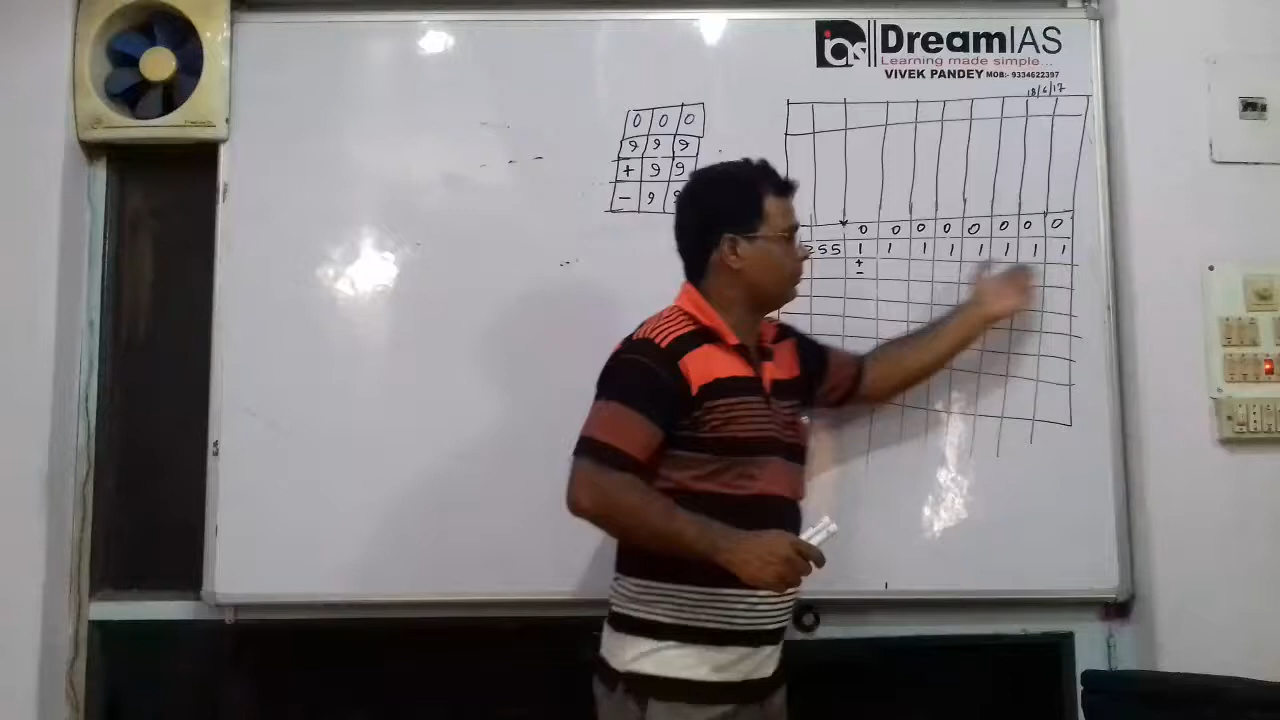 DreamIAS
Learning made simple...
VIVEK PANDEY MOB:- 9334622397
18/6/17
0 0 0
9 9 9
+ 9 9
- 9
0 0 0 0 0 0 0 0
255 1 1 1 1 1 1 1 1
+
-